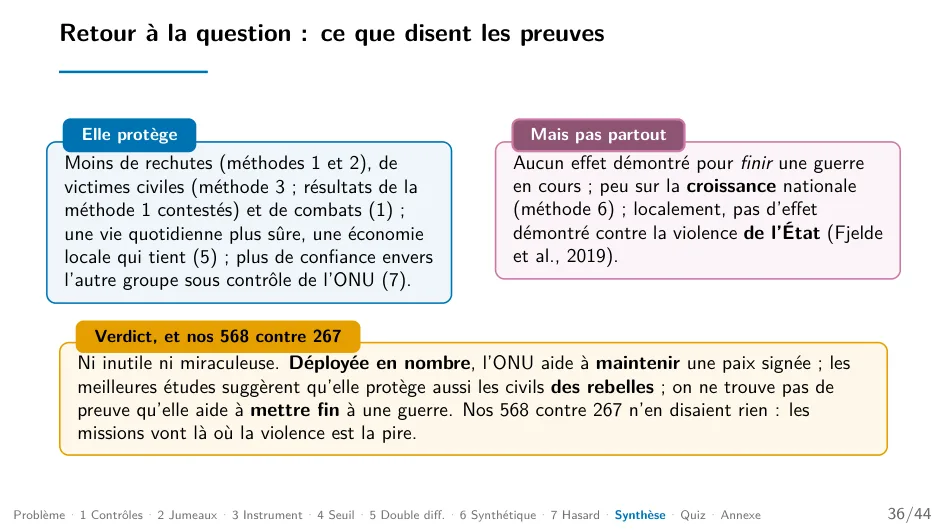 Retour à la question : ce que disent les preuves
Elle protège
Moins de rechutes (méthodes 1 et 2), de
victimes civiles (méthode 3 ; résultats de la
méthode 1 contestés) et de combats (1) ;
une vie quotidienne plus sûre, une économie
locale qui tient (5) ; plus de confiance envers
l'autre groupe sous contrôle de l'ONU (7).
Mais pas partout
Aucun effet démontré pour finir une guerre
en cours ; peu sur la croissance nationale
(méthode 6) ; localement, pas d'effet
démontré contre la violence de l'État (Fjelde
et al., 2019).
Verdict, et nos 568 contre 267
Ni inutile ni miraculeuse. Déployée en nombre, l'ONU aide à maintenir une paix signée ; les
meilleures études suggèrent qu'elle protège aussi les civils des rebelles ; on ne trouve pas de
preuve qu'elle aide à mettre fin à une guerre. Nos 568 contre 267 n'en disaient rien : les
missions vont là où la violence est la pire.
Problème · 1 Contrôles · 2 Jumeaux · 3 Instrument · 4 Seuil · 5 Double diff. · 6 Synthétique · 7 Hasard · Synthèse · Quiz · Annexe
36/44